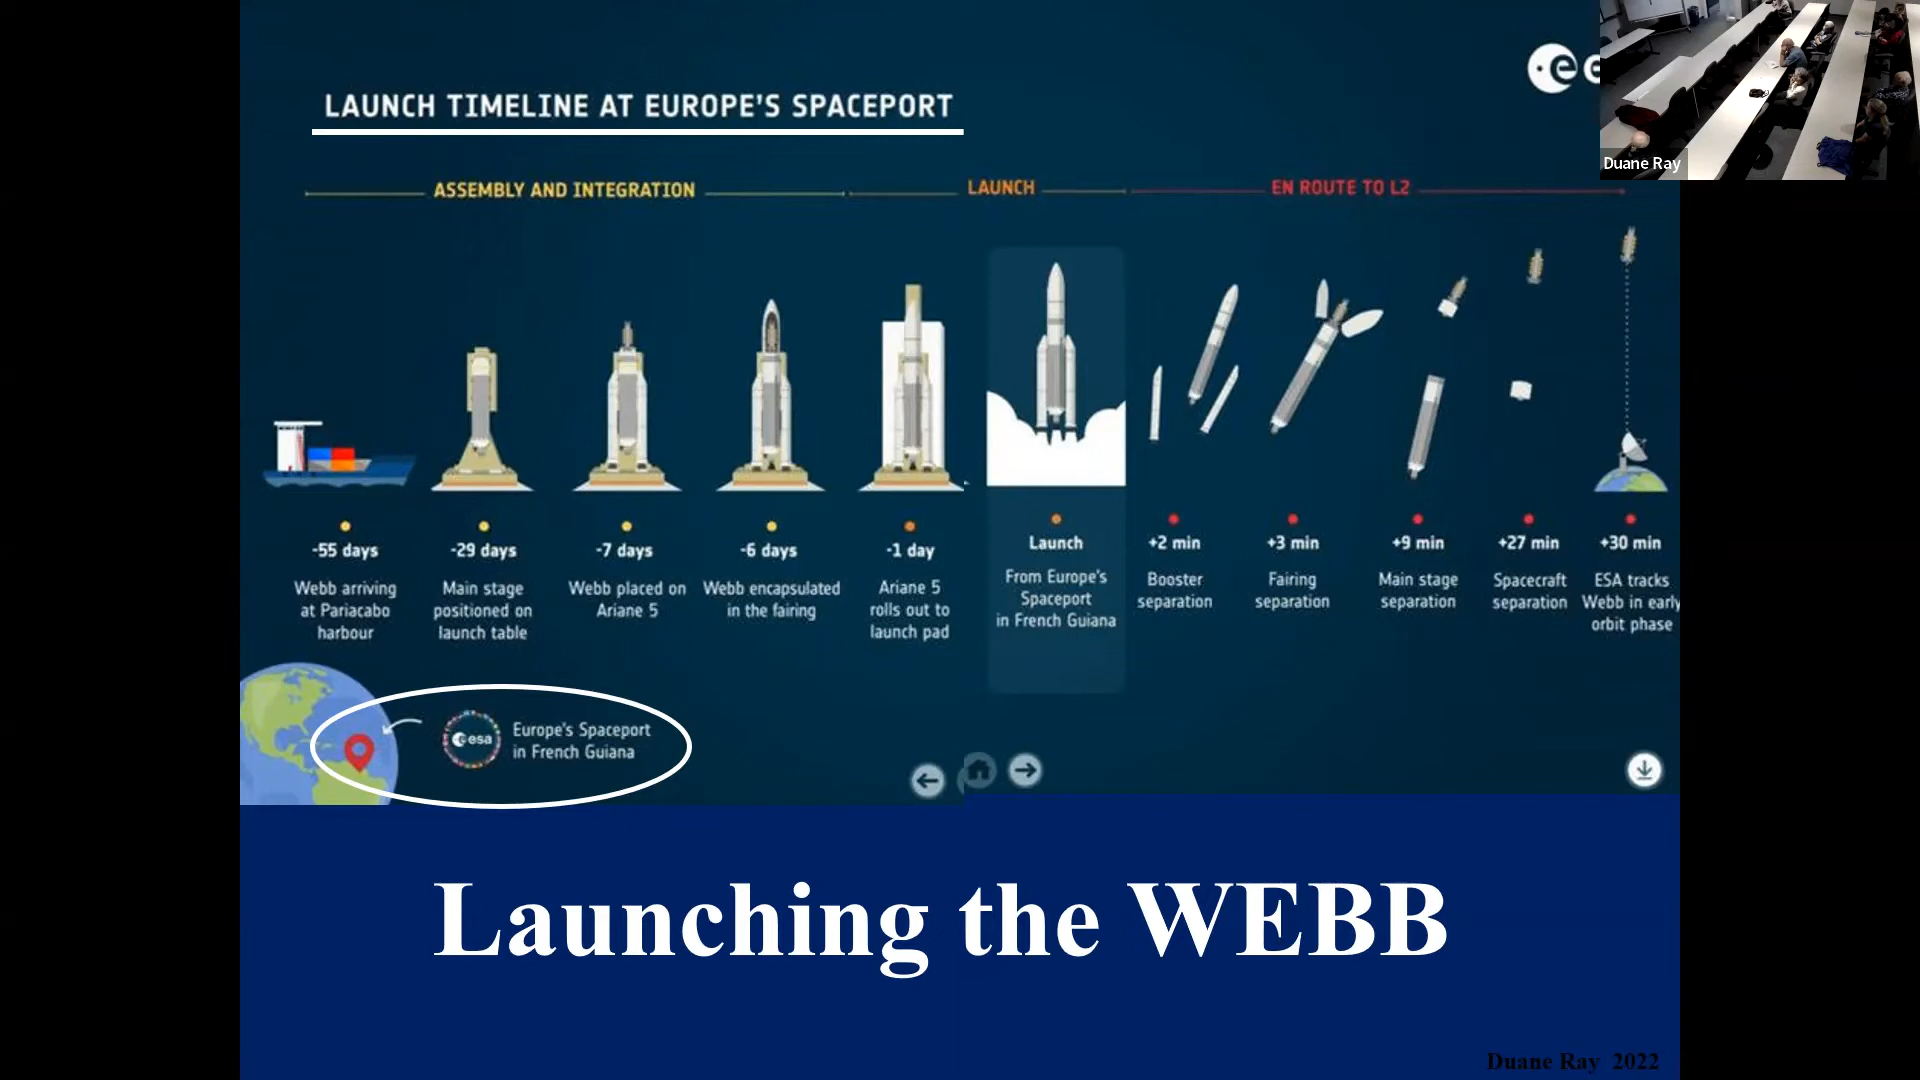 LAUNCH TIMELINE AT EUROPE'S SPACEPORT
e
Duane Ray
ASSEMBLY AND INTEGRATION
LAUNCH
EN ROUTE TO L2
-55 days
Webb arriving
at Pariacabo
harbour
-29 days
Main stage
positioned on
launch table
-7 days
Webb placed on
Ariane 5
-6 days
Webb encapsulated
in the fairing
-1 day
Ariane 5
rolls out to
launch pad
Launch
From Europe's
Spaceport
in French Guiana
+2 min
Booster
separation
+3 min
Fairing
separation
+9 min
Main stage
separation
+27 min
Spacecraft
separation
+30 min
ESA tracks
Webb in early
orbit phase
esa
Europe's Spaceport
in French Guiana
Launching the WEBB
Duane Ray 2022